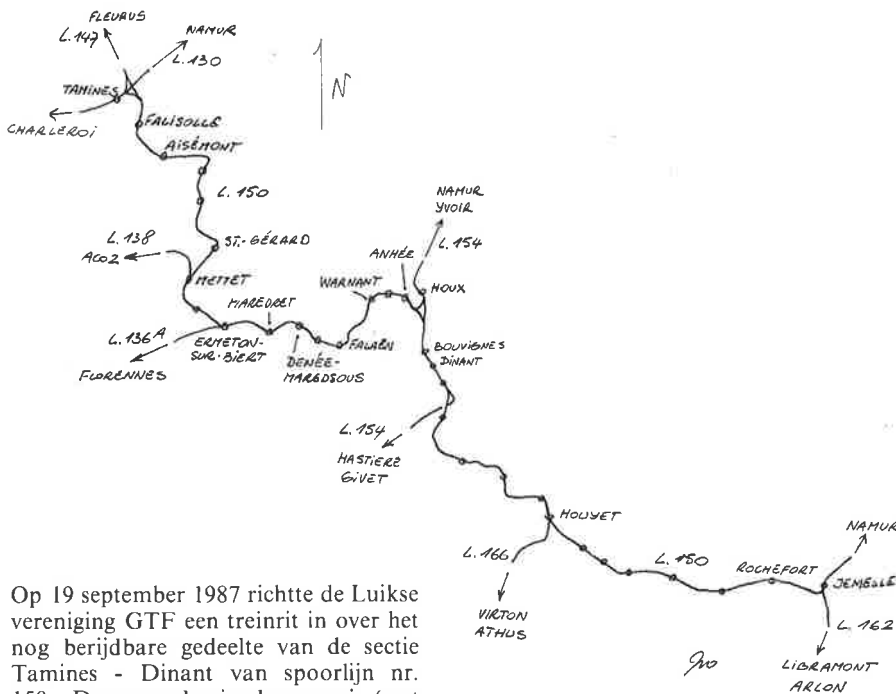 FLEURUS
L.147
NAMUR
L.130
TAMINES
CHARLEROI
N
FALISOLLE
AISÉMONT
L.150
ST.-GÉRARD
L.138
ACOZ
METTET
MAREDRET
WARNANT
ANHÉE
NAMUR
YVOIR
L.154
HOUX
L.136A
FLORENNES
ERMETON-
SUR-BIERT
DENÉE-
MAREDSOUS
FALAËN
BOUVIGNES
DINANT
L.154
HASTIERE
GIVET
HOUYET
L.166
VIRTON
ATHUS
L.150
ROCHEFORT
NAMUR
JEMELLE
L.162
LIBRAMONT
ARLON
Op 19 september 1987 richtte de Luikse
vereniging GTF een treinrit in over het
nog berijdbare gedeelte van de sectie
Tamines - Dinant van spoorlijn nr.